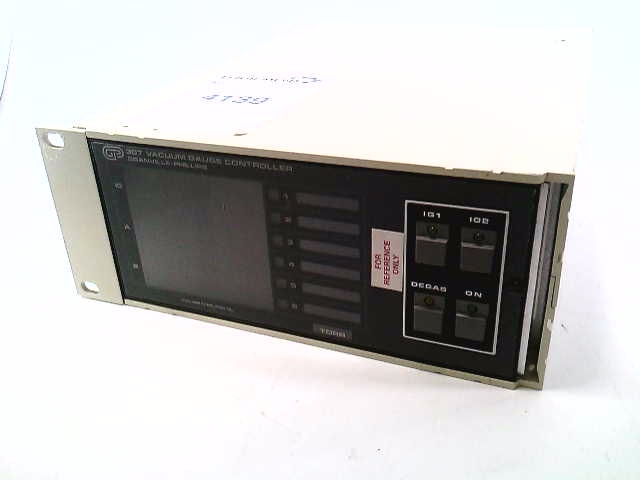 4139
GP 307 VACUUM GAUGE CONTROLLER
GRANVILLE-PHILLIPS
A
B
1
2
3
4
5
6
TORR
FOR
REFERENCE
ONLY
IG1 IG2
DEGAS ON